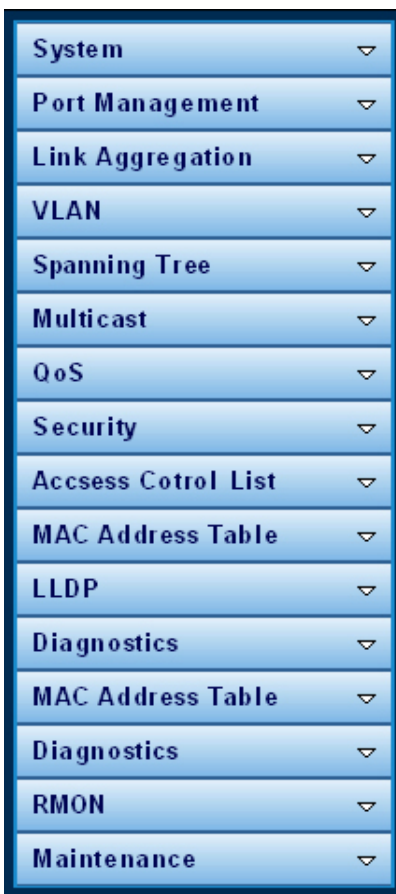 System
Port Management
Link Aggregation
VLAN
Spanning Tree
Multicast
QoS
Security
Accsess Cotrol List
MAC Address Table
LLDP
Diagnostics
MAC Address Table
Diagnostics
RMON
Maintenance